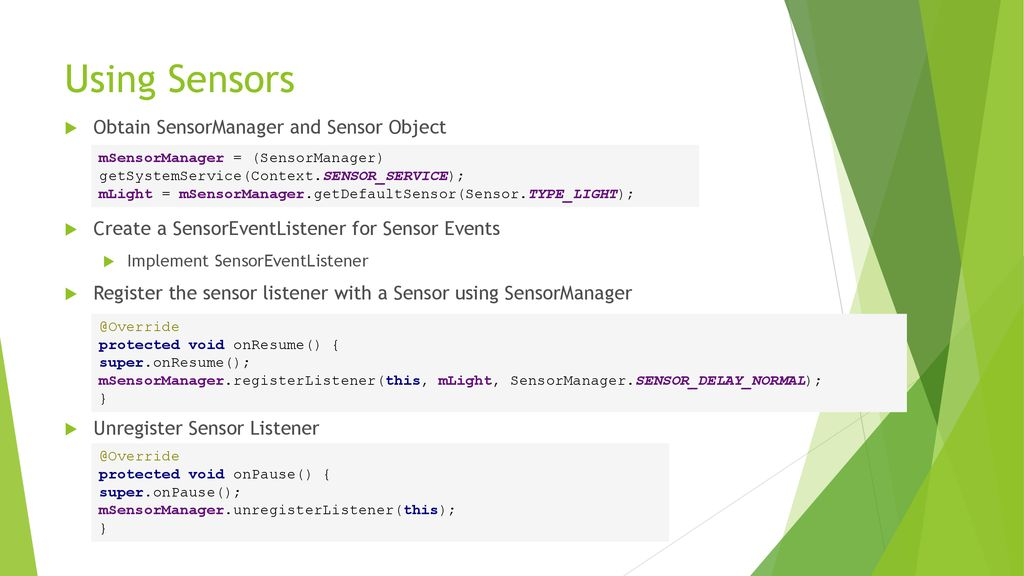 Using Sensors
Obtain SensorManager and Sensor Object
mSensorManager = (SensorManager)
getSystemService(Context.SENSOR_SERVICE);
mLight = mSensorManager.getDefaultSensor(Sensor.TYPE_LIGHT);
Create a SensorEventListener for Sensor Events
Implement SensorEventListener
Register the sensor listener with a Sensor using SensorManager
@Override
protected void onResume() {
super.onResume();
mSensorManager.registerListener(this, mLight, SensorManager.SENSOR_DELAY_NORMAL);
}
Unregister Sensor Listener
@Override
protected void onPause() {
super.onPause();
mSensorManager.unregisterListener(this);
}